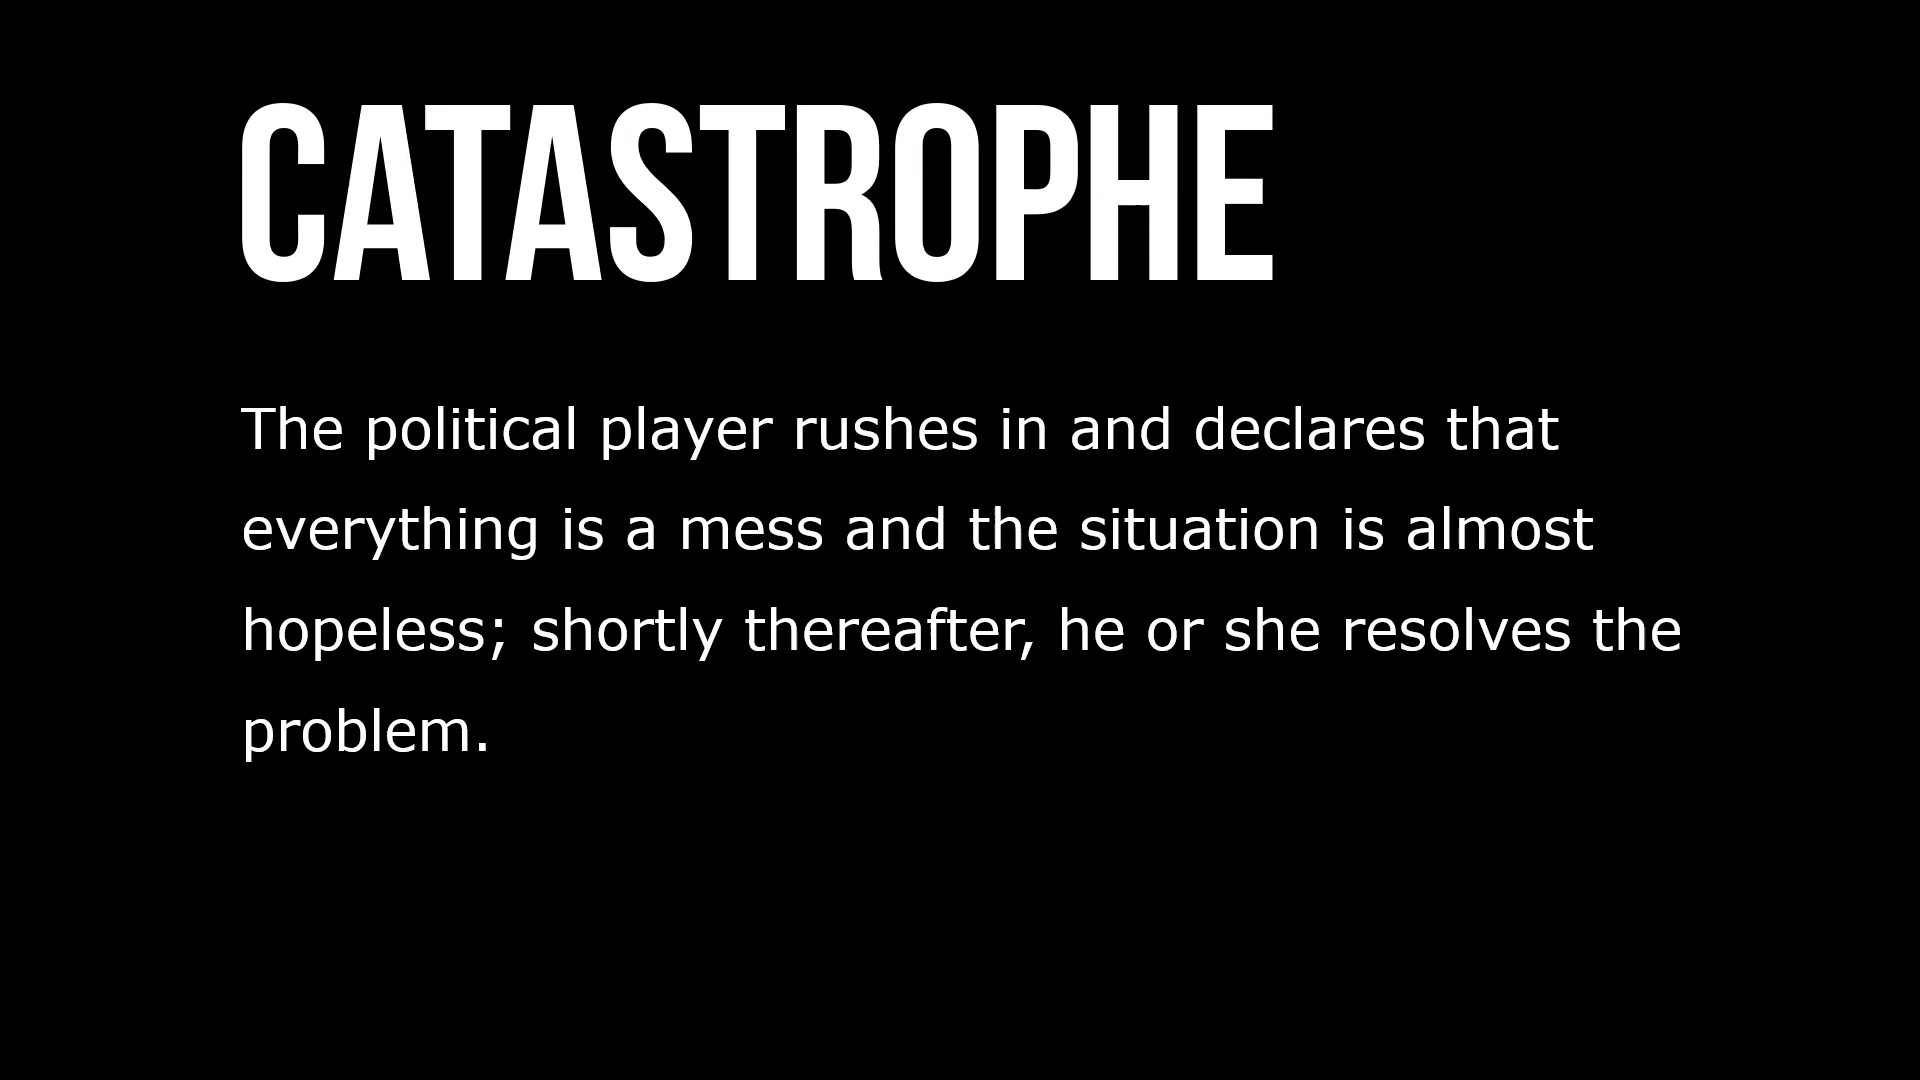 CATASTROPHE
The political player rushes in and declares that
everything is a mess and the situation is almost
hopeless; shortly thereafter, he or she resolves the
problem.